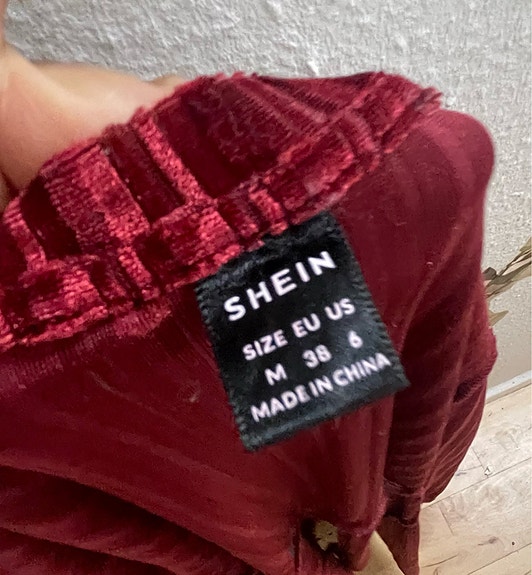 SHEIN
SIZE EU US
M 38 6
MADE IN CHINA